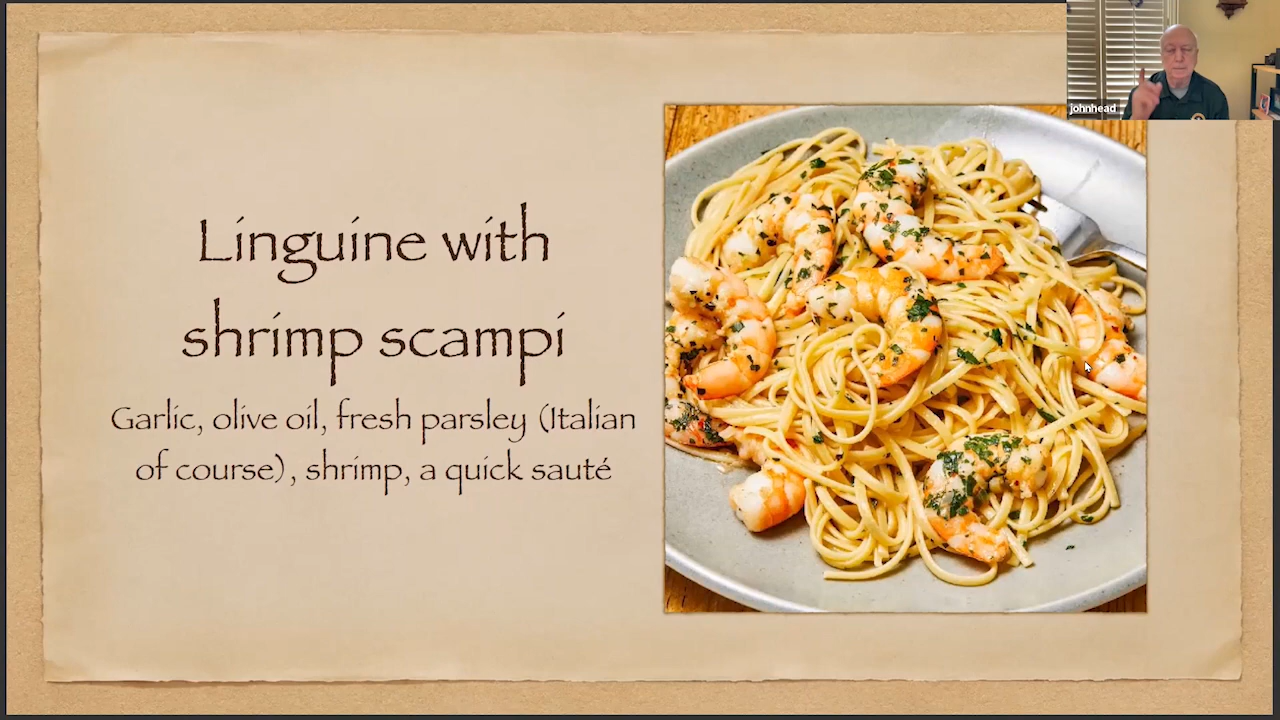 johnhead
Linguine with
shrimp scampi
Garlic, olive oil, fresh parsley (Italian
of course) , shrimp, a quick sauté